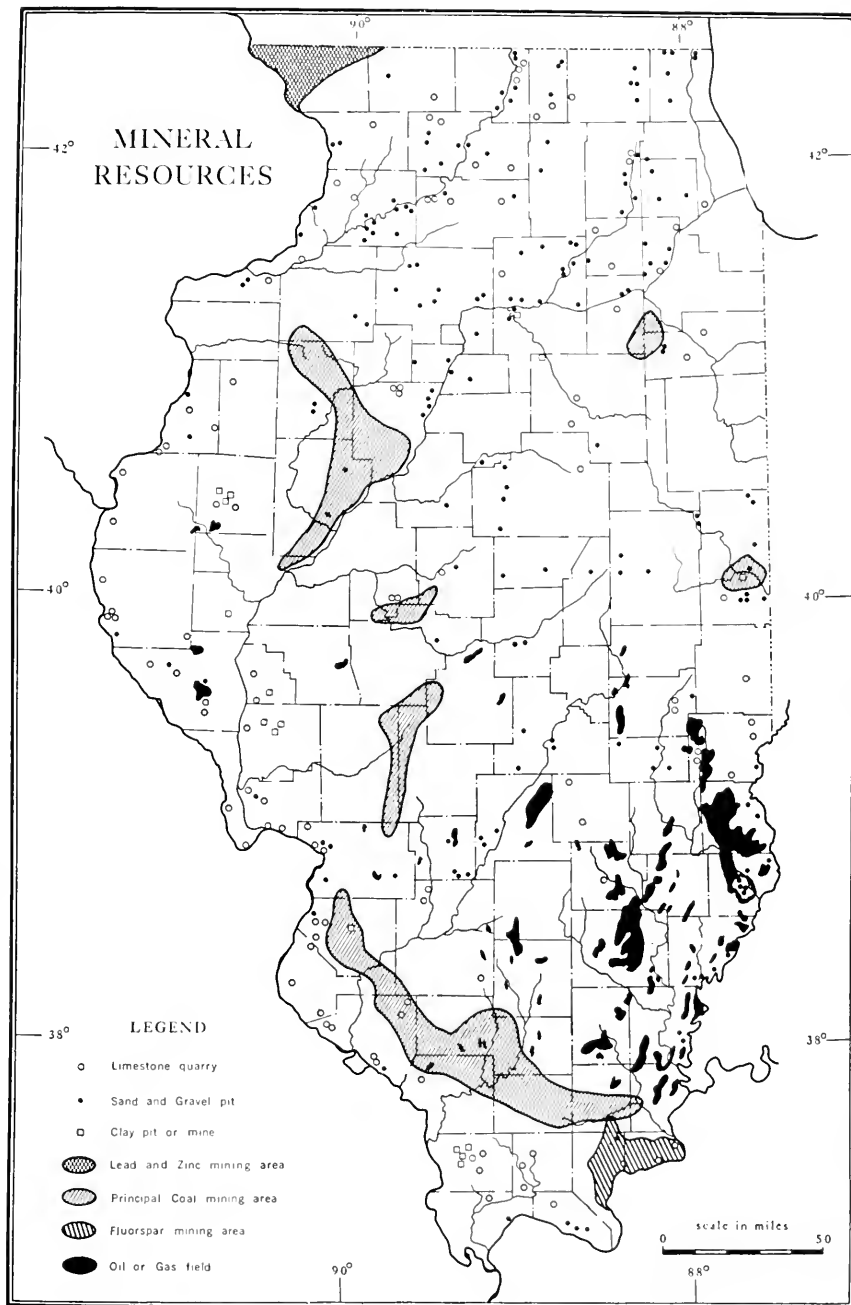 90° 88°
MINERAL
RESOURCES
42° 42°
40° 40°
38° 38°
LEGEND
Limestone quarry
Sand and Gravel pit
Clay pit or mine
Lead and Zinc mining area
Principal Coal mining area
Fluorspar mining area
Oil or Gas field
scale in miles
0 50
90° 88°